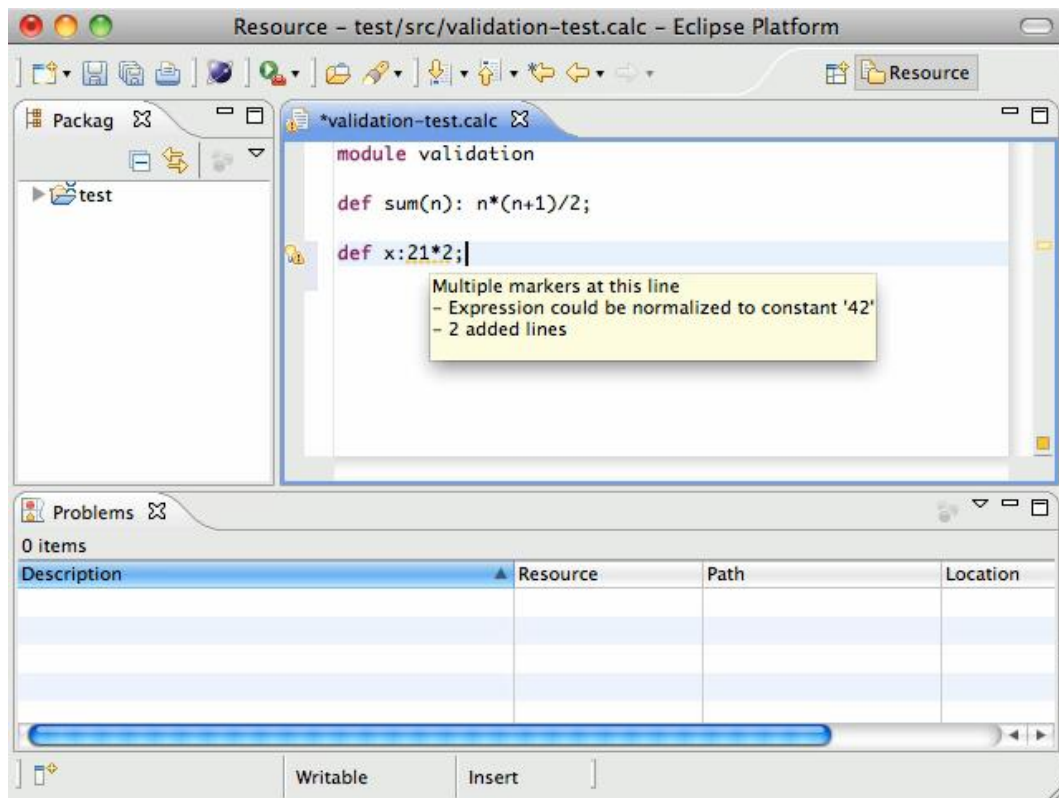 Resource – test/src/validation-test.calc – Eclipse Platform
Resource
Packag
*validation-test.calc
test
module validation
def sum(n): n*(n+1)/2;
def x:21*2;
Multiple markers at this line
– Expression could be normalized to constant '42'
– 2 added lines
Problems
0 items
Description Resource Path Location
Writable Insert